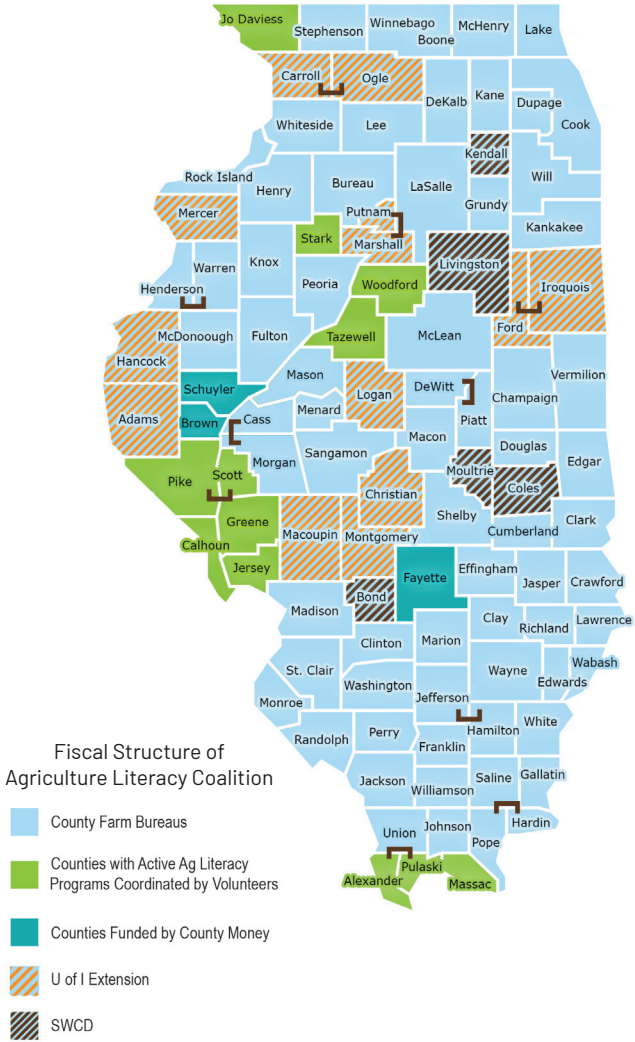 Jo Daviess
Stephenson
Winnebago
Boone
McHenry
Lake
Carroll
Ogle
DeKalb
Kane
Dupage
Cook
Whiteside
Lee
Kendall
Will
Rock Island
Henry
Bureau
LaSalle
Grundy
Mercer
Putnam
Kankakee
Stark
Marshall
Knox
Warren
Livingston
Iroquois
Henderson
Peoria
Woodford
Ford
McDonoough
Fulton
Tazewell
McLean
Hancock
Mason
Vermilion
Schuyler
Logan
DeWitt
Champaign
Menard
Adams
Brown
Cass
Piatt
Macon
Douglas
Sangamon
Morgan
Edgar
Moultrie
Pike
Scott
Coles
Christian
Shelby
Greene
Cumberland
Clark
Macoupin
Montgomery
Calhoun
Jersey
Fayette
Effingham
Jasper
Crawford
Bond
Madison
Clay
Richland
Lawrence
Clinton
Marion
Wabash
St. Clair
Wayne
Edwards
Washington
Jefferson
Monroe
White
Hamilton
Randolph
Perry
Franklin
Saline
Gallatin
Jackson
Williamson
Hardin
Union
Johnson
Pope
Pulaski
Alexander
Massac
Fiscal Structure of
Agriculture Literacy Coalition
County Farm Bureaus
Counties with Active Ag Literacy
Programs Coordinated by Volunteers
Counties Funded by County Money
U of I Extension
SWCD